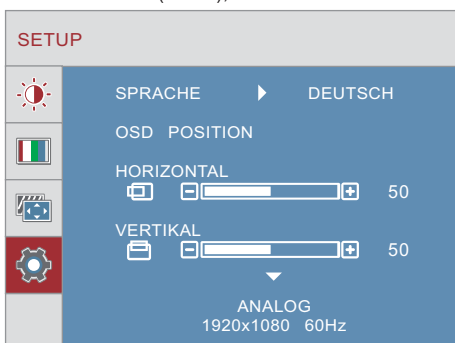 SETUP
SPRACHE DEUTSCH
OSD POSITION
HORIZONTAL
50
VERTIKAL
50
ANALOG
1920x1080 60Hz